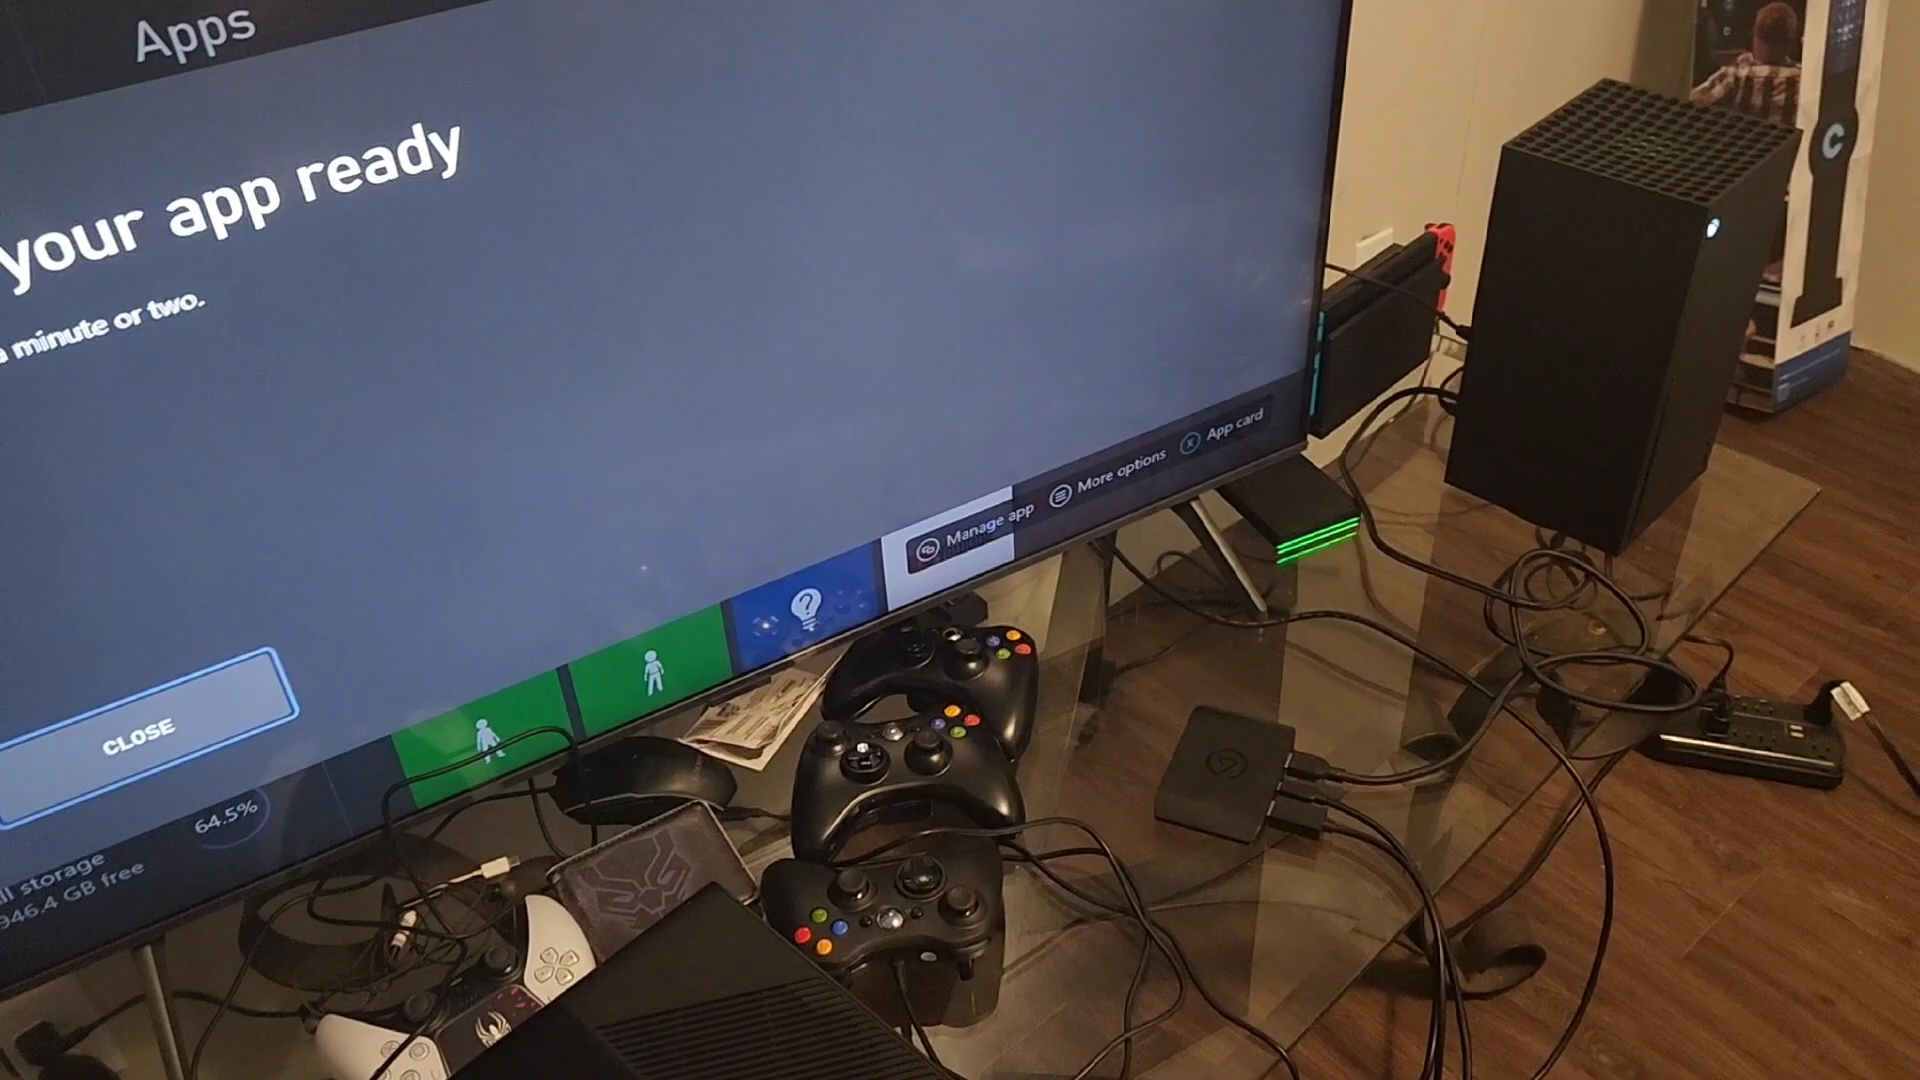 Apps
your app ready
a minute or two.
App card
More options
Manage app
CLOSE
64.5%
storage
946.4 GB free
C